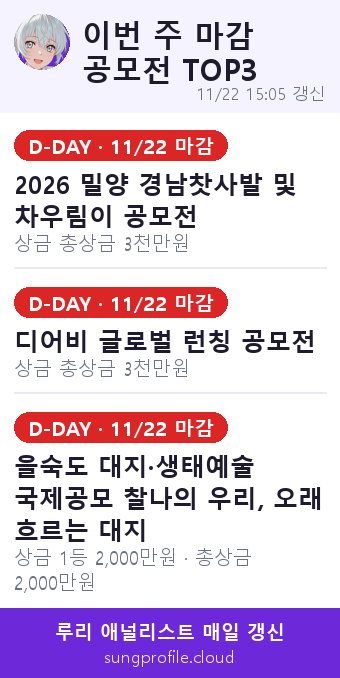 이번 주 마감
공모전 TOP3
11/22 15:05 갱신
D-DAY · 11/22 마감
2026 밀양 경남찻사발 및
차우림이 공모전
상금 총상금 3천만원
D-DAY · 11/22 마감
디어비 글로벌 런칭 공모전
상금 총상금 3천만원
D-DAY · 11/22 마감
을숙도 대지·생태예술
국제공모 찰나의 우리, 오래
흐르는 대지
상금 1등 2,000만원 · 총상금
2,000만원
루리 애널리스트 매일 갱신
sungprofile.cloud